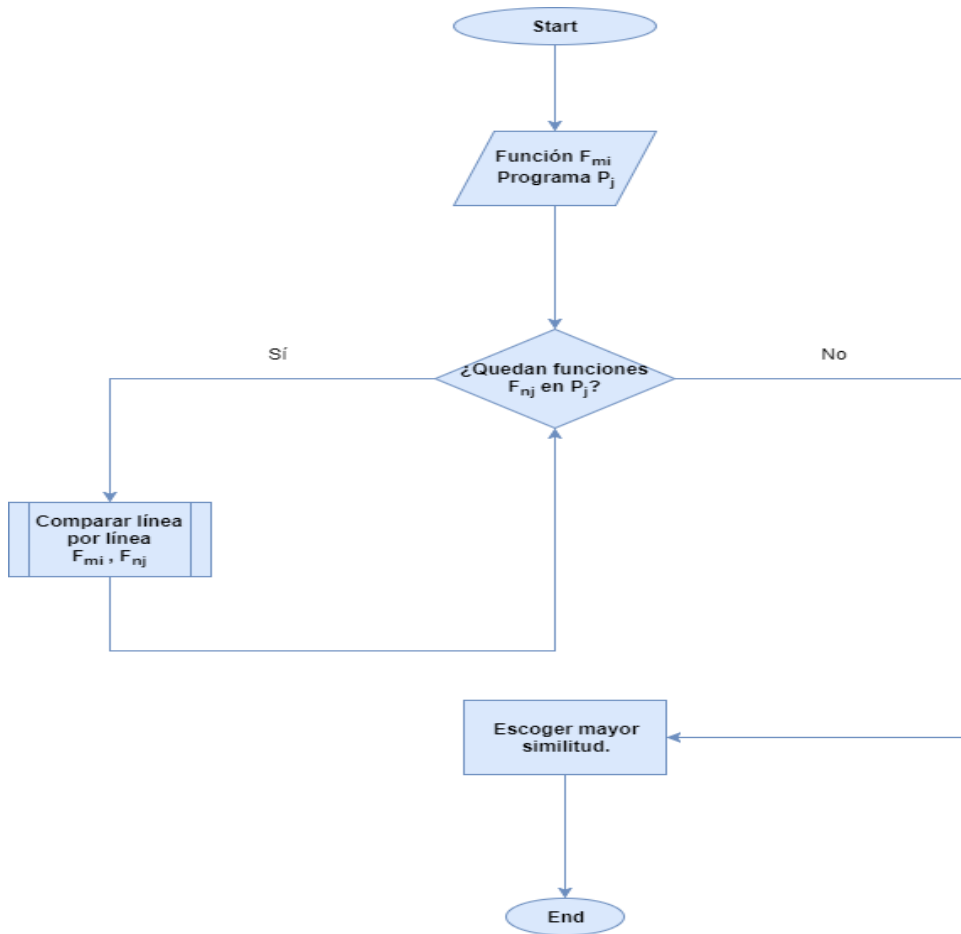 Start
Función Fmi
Programa Pj
Sí
No
¿Quedan funciones
Fnj en Pj?
Comparar línea
por línea
Fmi , Fnj
Escoger mayor
similitud.
End